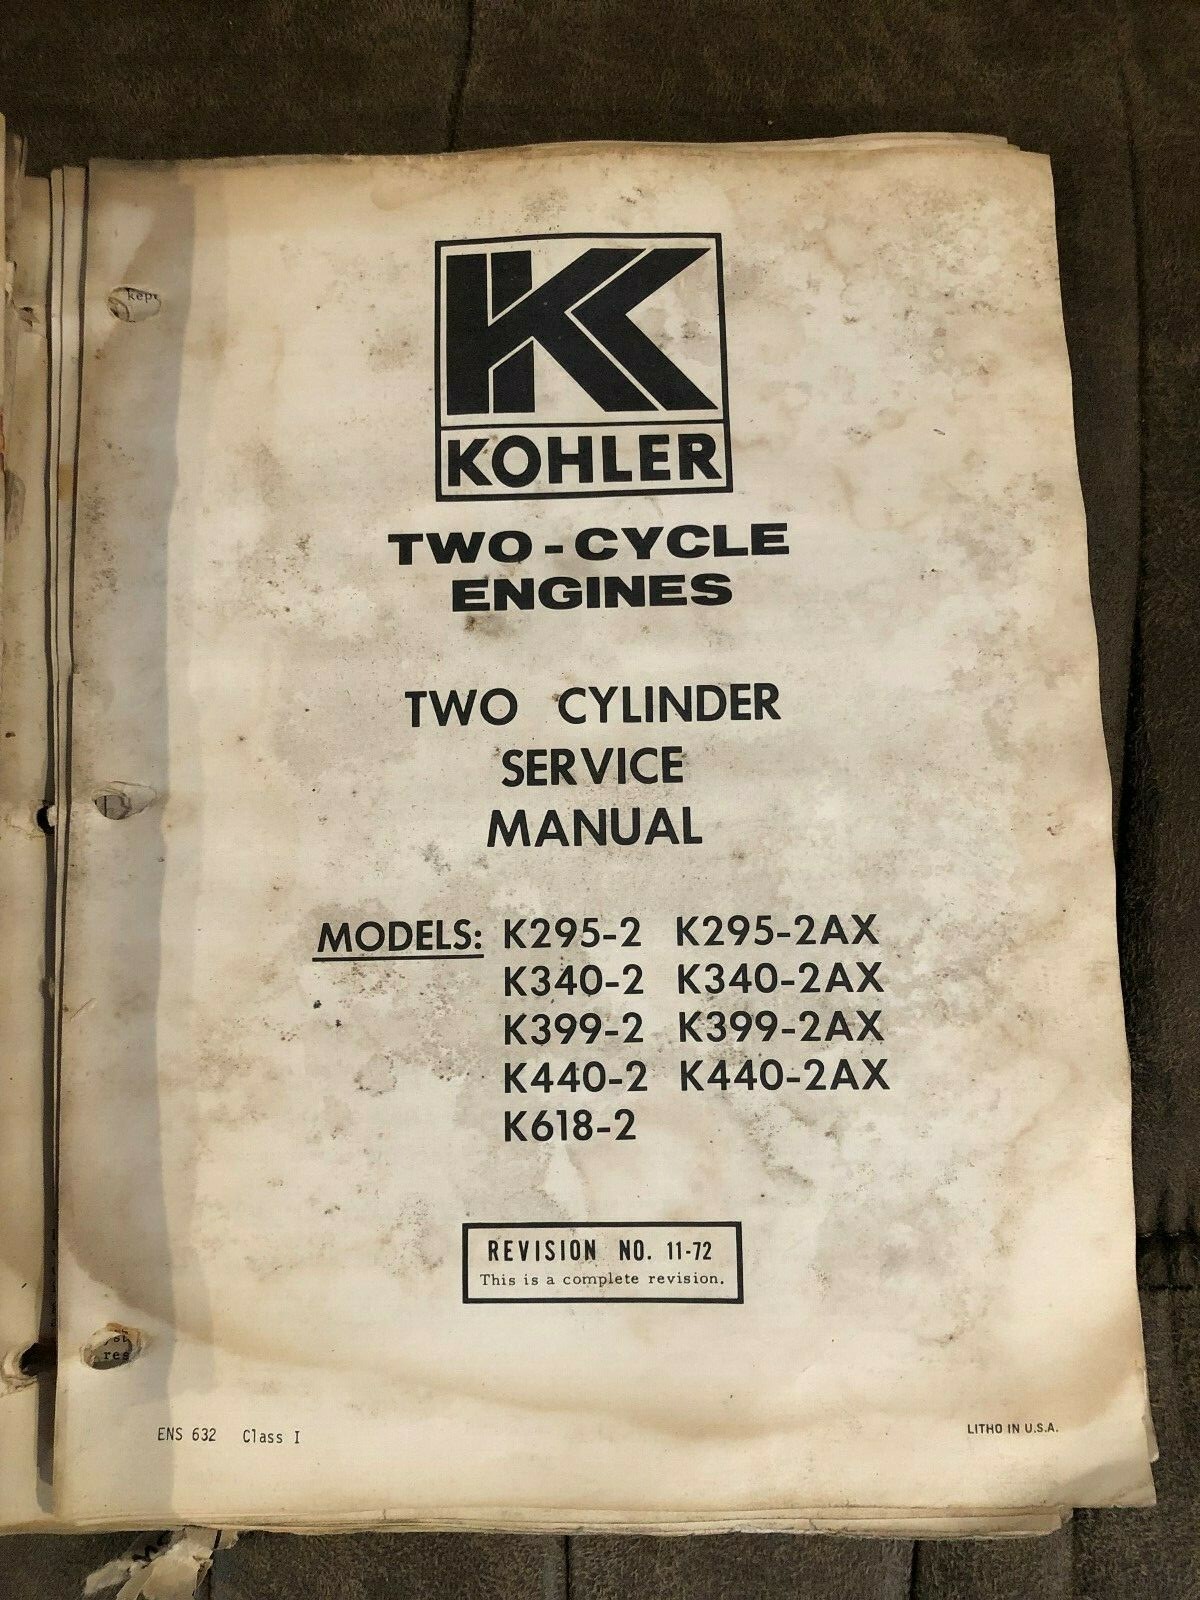 kep
KOHLER
TWO-CYCLE
ENGINES
TWO CYLINDER
SERVICE
MANUAL
MODELS: K295-2 K295-2AX
K340-2 K340-2AX
K399-2 K399-2AX
K440-2 K440-2AX
K618-2
REVISION NO. 11-72
This is a complete revision.
res
ENS 632 Class I
LITHO IN U.S.A.